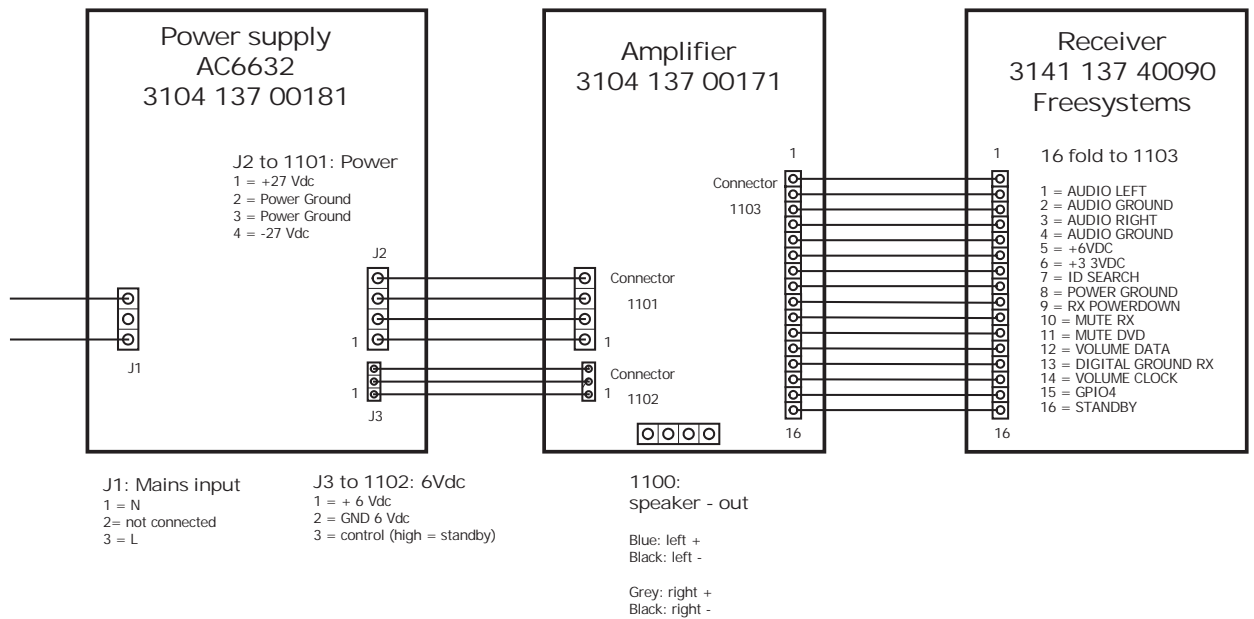 Power supply
AC6632
3104 137 00181
J2 to 1101: Power
1 = +27 Vdc
2 = Power Ground
3 = Power Ground
4 = -27 Vdc
J2
1
1
J3
J1
Amplifier
3104 137 00171
1
Connector
1103
Connector
1101
1
Connector
1102
1
16
Receiver
3141 137 40090
Freesystems
1
16 fold to 1103
1 = AUDIO LEFT
2 = AUDIO GROUND
3 = AUDIO RIGHT
4 = AUDIO GROUND
5 = +6VDC
6 = +3 3VDC
7 = ID SEARCH
8 = POWER GROUND
9 = RX POWERDOWN
10 = MUTE RX
11 = MUTE DVD
12 = VOLUME DATA
13 = DIGITAL GROUND RX
14 = VOLUME CLOCK
15 = GPIO4
16 = STANDBY
16
J1: Mains input
1 = N
2= not connected
3 = L
J3 to 1102: 6Vdc
1 = + 6 Vdc
2 = GND 6 Vdc
3 = control (high = standby)
1100:
speaker - out
Blue: left +
Black: left -
Grey: right +
Black: right -